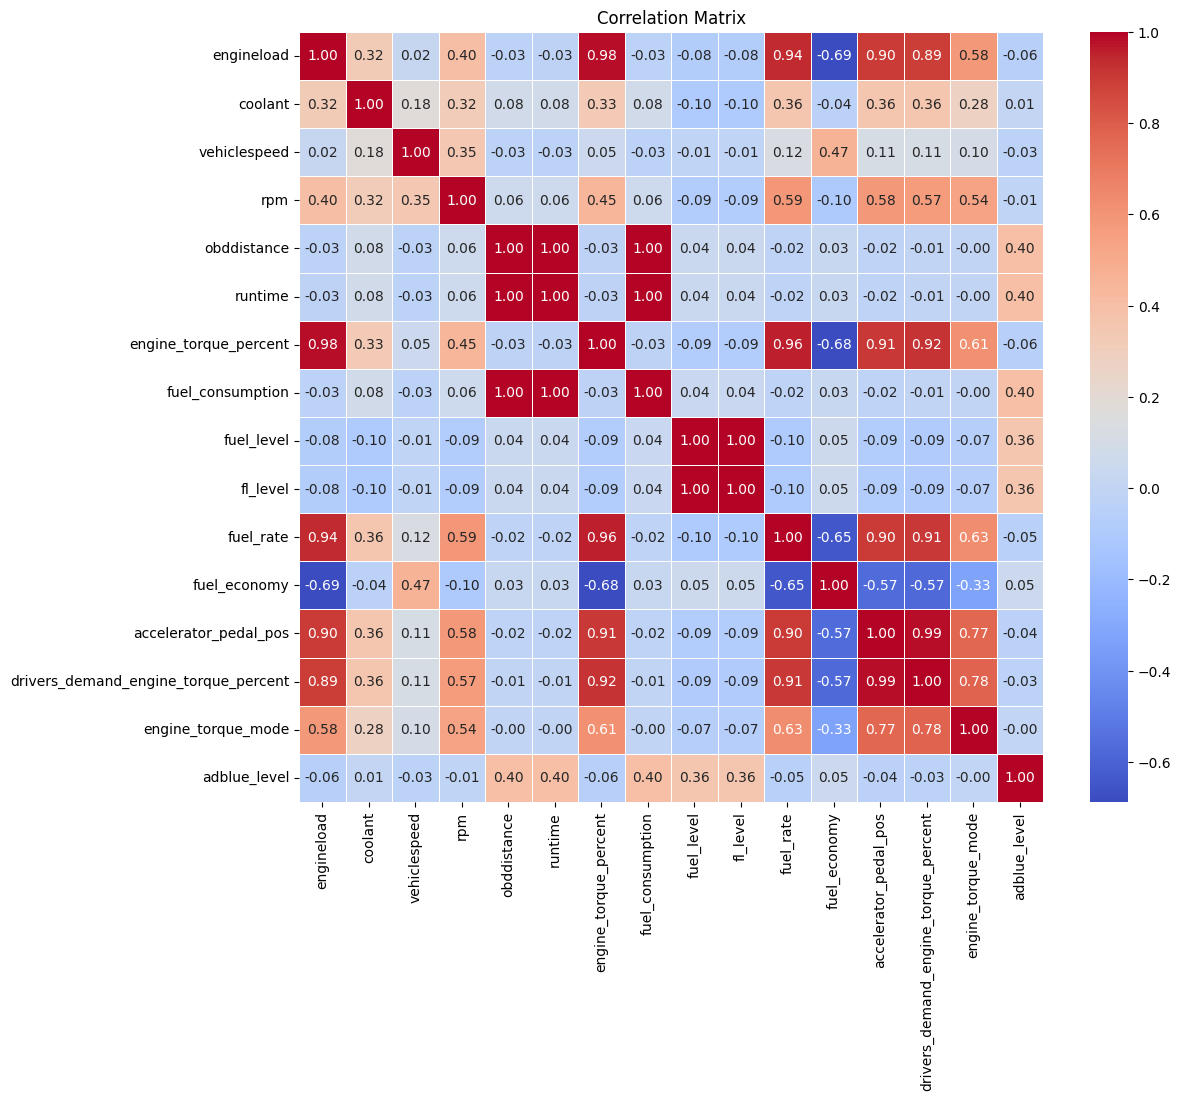 Correlation Matrix
engineload 1.00 0.32 0.02 0.40 -0.03 -0.03 0.98 -0.03 -0.08 -0.08 0.94 -0.69 0.90 0.89 0.58 -0.06
coolant 0.32 1.00 0.18 0.32 0.08 0.08 0.33 0.08 -0.10 -0.10 0.36 -0.04 0.36 0.36 0.28 0.01
vehiclespeed 0.02 0.18 1.00 0.35 -0.03 -0.03 0.05 -0.03 -0.01 -0.01 0.12 0.47 0.11 0.11 0.10 -0.03
rpm 0.40 0.32 0.35 1.00 0.06 0.06 0.45 0.06 -0.09 -0.09 0.59 -0.10 0.58 0.57 0.54 -0.01
obddistance -0.03 0.08 -0.03 0.06 1.00 1.00 -0.03 1.00 0.04 0.04 -0.02 0.03 -0.02 -0.01 -0.00 0.40
runtime -0.03 0.08 -0.03 0.06 1.00 1.00 -0.03 1.00 0.04 0.04 -0.02 0.03 -0.02 -0.01 -0.00 0.40
engine_torque_percent 0.98 0.33 0.05 0.45 -0.03 -0.03 1.00 -0.03 -0.09 -0.09 0.96 -0.68 0.91 0.92 0.61 -0.06
fuel_consumption -0.03 0.08 -0.03 0.06 1.00 1.00 -0.03 1.00 0.04 0.04 -0.02 0.03 -0.02 -0.01 -0.00 0.40
fuel_level -0.08 -0.10 -0.01 -0.09 0.04 0.04 -0.09 0.04 1.00 1.00 -0.10 0.05 -0.09 -0.09 -0.07 0.36
fl_level -0.08 -0.10 -0.01 -0.09 0.04 0.04 -0.09 0.04 1.00 1.00 -0.10 0.05 -0.09 -0.09 -0.07 0.36
fuel_rate 0.94 0.36 0.12 0.59 -0.02 -0.02 0.96 -0.02 -0.10 -0.10 1.00 -0.65 0.90 0.91 0.63 -0.05
fuel_economy -0.69 -0.04 0.47 -0.10 0.03 0.03 -0.68 0.03 0.05 0.05 -0.65 1.00 -0.57 -0.57 -0.33 0.05
accelerator_pedal_pos 0.90 0.36 0.11 0.58 -0.02 -0.02 0.91 -0.02 -0.09 -0.09 0.90 -0.57 1.00 0.99 0.77 -0.04
drivers_demand_engine_torque_percent 0.89 0.36 0.11 0.57 -0.01 -0.01 0.92 -0.01 -0.09 -0.09 0.91 -0.57 0.99 1.00 0.78 -0.03
engine_torque_mode 0.58 0.28 0.10 0.54 -0.00 -0.00 0.61 -0.00 -0.07 -0.07 0.63 -0.33 0.77 0.78 1.00 -0.00
adblue_level -0.06 0.01 -0.03 -0.01 0.40 0.40 -0.06 0.40 0.36 0.36 -0.05 0.05 -0.04 -0.03 -0.00 1.00
engineload
coolant
vehiclespeed
rpm
obddistance
runtime
engine_torque_percent
fuel_consumption
fuel_level
fl_level
fuel_rate
fuel_economy
accelerator_pedal_pos
drivers_demand_engine_torque_percent
engine_torque_mode
adblue_level
1.0
0.8
0.6
0.4
0.2
0.0
−0.2
−0.4
−0.6